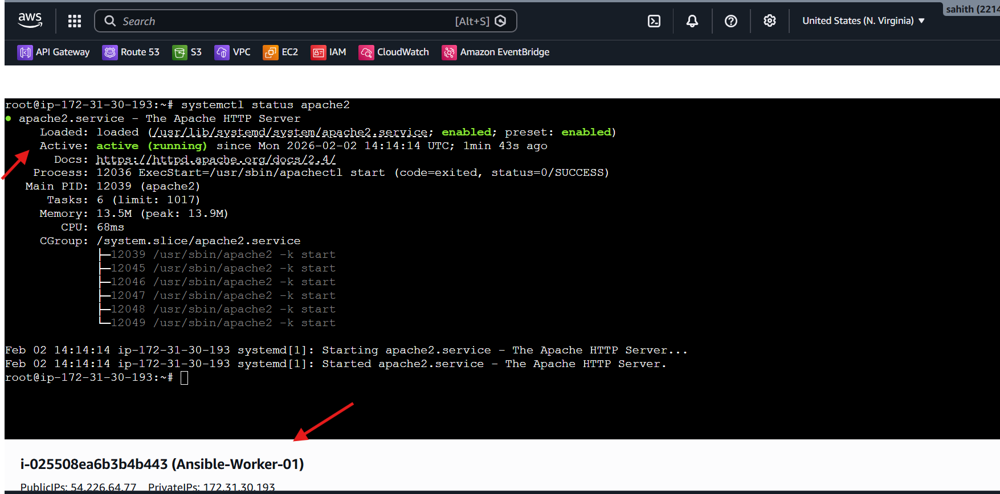 sahith (2214
aws
Search [Alt+S]
United States (N. Virginia)
API Gateway Route 53 S3 VPC EC2 IAM CloudWatch Amazon EventBridge
root@ip-172-31-30-193:~# systemctl status apache2
● apache2.service - The Apache HTTP Server
Loaded: loaded (/usr/lib/systemd/system/apache2.service; enabled; preset: enabled)
Active: active (running) since Mon 2026-02-02 14:14:14 UTC; 1min 43s ago
Docs: https://httpd.apache.org/docs/2.4/
Process: 12036 ExecStart=/usr/sbin/apachectl start (code=exited, status=0/SUCCESS)
Main PID: 12039 (apache2)
Tasks: 6 (limit: 1017)
Memory: 13.5M (peak: 13.9M)
CPU: 68ms
CGroup: /system.slice/apache2.service
├─12039 /usr/sbin/apache2 -k start
├─12045 /usr/sbin/apache2 -k start
├─12046 /usr/sbin/apache2 -k start
├─12047 /usr/sbin/apache2 -k start
├─12048 /usr/sbin/apache2 -k start
└─12049 /usr/sbin/apache2 -k start
Feb 02 14:14:14 ip-172-31-30-193 systemd[1]: Starting apache2.service - The Apache HTTP Server...
Feb 02 14:14:14 ip-172-31-30-193 systemd[1]: Started apache2.service - The Apache HTTP Server.
root@ip-172-31-30-193:~#
i-025508ea6b3b4b443 (Ansible-Worker-01)
PublicIPs: 54.226.64.77 PrivateIPs: 172.31.30.193